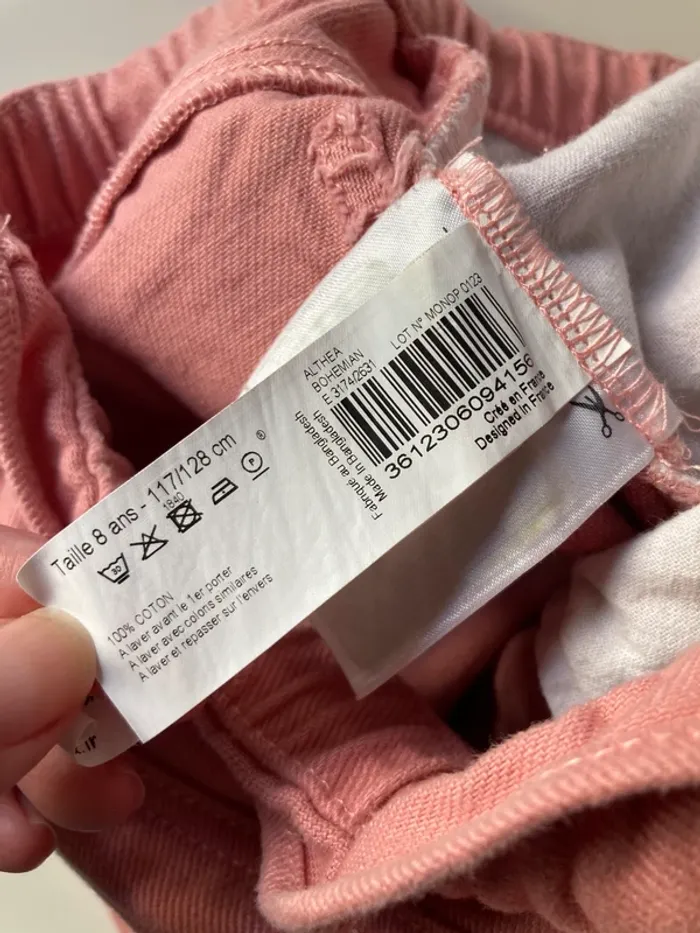 Taille 8 ans - 117/128 cm
®
1840
P
100% COTON
A laver avant le 1er porter
A laver avec coloris similaires
A laver et repasser sur l'envers
Fabriqué au Bangladesh
Made in Bangladesh
ALTHEA
BOHEMIAN
E 3174/2631
LOT N° MONOP 0123
3612306094156
Créé en France
Designed in France